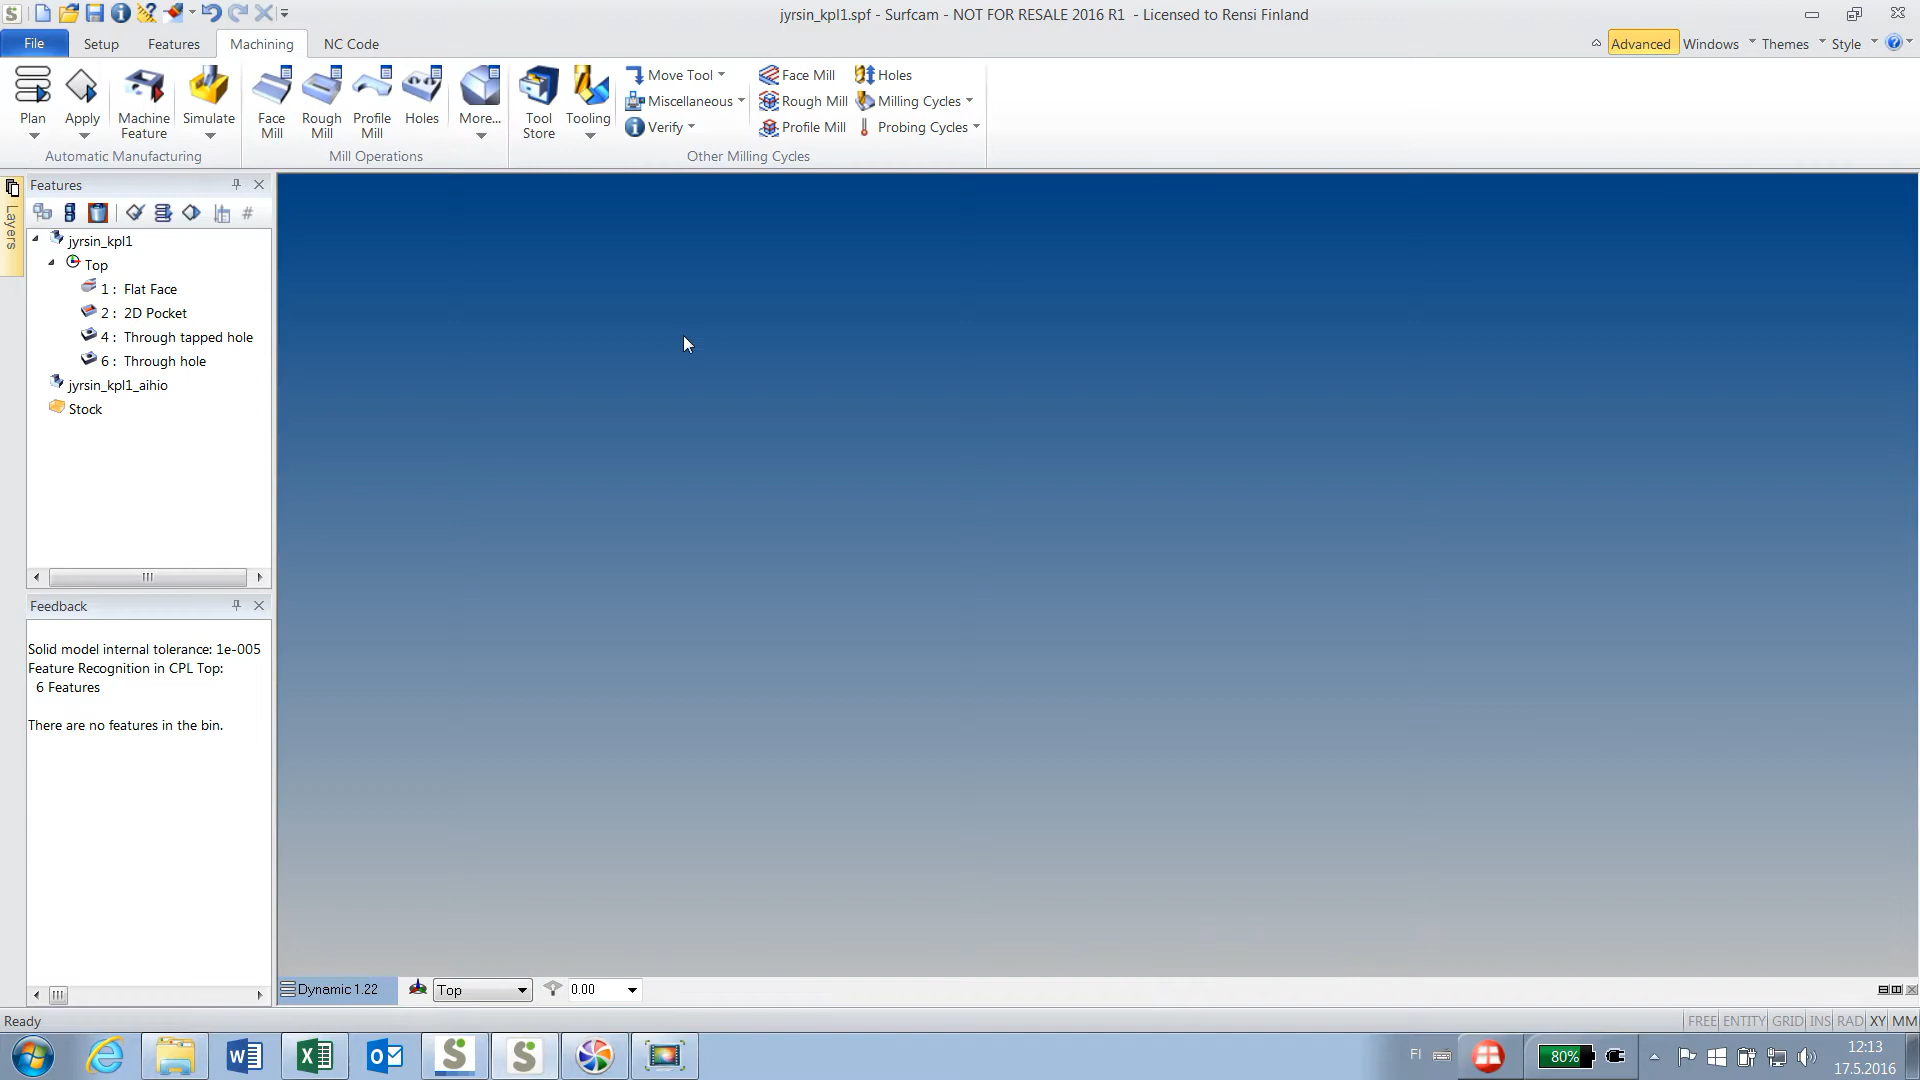 jyrsin_kpl1.spf - Surfcam - NOT FOR RESALE 2016 R1 - Licensed to Rensi Finland
File
Setup
Features
Machining
NC Code
Advanced
Windows
Themes
Style
Plan
Apply
Machine
Feature
Simulate
Automatic Manufacturing
Face
Mill
Rough
Mill
Profile
Mill
Holes
More...
Mill Operations
Tool
Store
Tooling
Move Tool
Miscellaneous
Verify
Face Mill
Rough Mill
Profile Mill
Holes
Milling Cycles
Probing Cycles
Other Milling Cycles
Layers
Features
jyrsin_kpl1
Top
1 : Flat Face
2 : 2D Pocket
4 : Through tapped hole
6 : Through hole
jyrsin_kpl1_aihio
Stock
Feedback
Solid model internal tolerance: 1e-005
Feature Recognition in CPL Top:
6 Features
There are no features in the bin.
Dynamic 1.22
Top
0.00
Ready
FREE ENTITY GRID INS RAD XY MM
FI
80%
12:13
17.5.2016